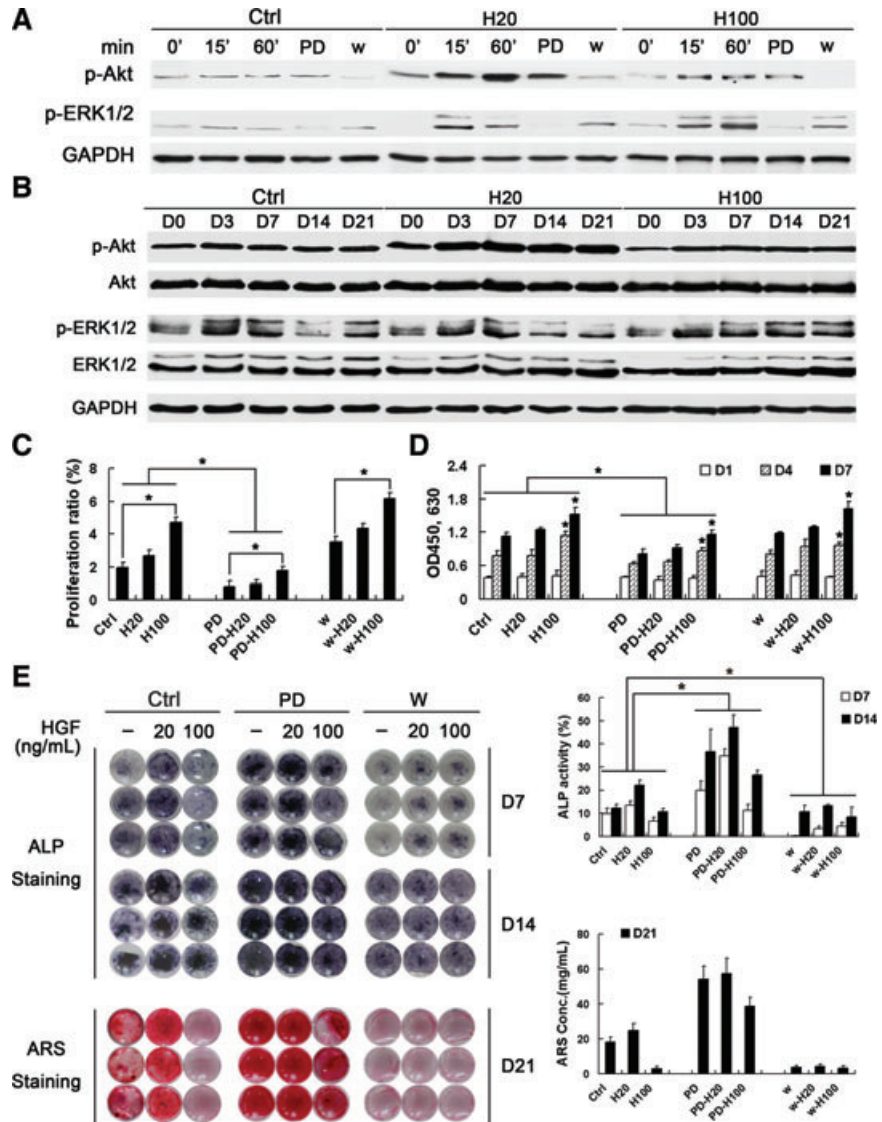 A
Ctrl H20 H100
min 0' 15' 60' PD w 0' 15' 60' PD w 0' 15' 60' PD w
p-Akt
p-ERK1/2
GAPDH
B
Ctrl H20 H100
D0 D3 D7 D14 D21 D0 D3 D7 D14 D21 D0 D3 D7 D14 D21
p-Akt
Akt
p-ERK1/2
ERK1/2
GAPDH
C
Proliferation ratio (%)
8
6
4
2
0
* * * *
Ctrl H20 H100 PD PD-H20 PD-H100 w w-H20 w-H100
D
D1 D4 D7
OD450, 630
2.4
1.8
1.2
0.6
0
* * * * * * *
Ctrl H20 H100 PD PD-H20 PD-H100 w w-H20 w-H100
E
Ctrl PD W
HGF (ng/mL)
– 20 100 – 20 100 – 20 100
ALP
Staining
D7
D14
ARS
Staining
D21
D7
D14
ALP activity (%)
60
50
40
30
20
10
0
* *
Ctrl H20 H100 PD PD-H20 PD-H100 w w-H20 w-H100
D21
ARS Conc.(mg/mL)
80
60
40
20
0
Ctrl H20 H100 PD PD-H20 PD-H100 w w-H20 w-H100